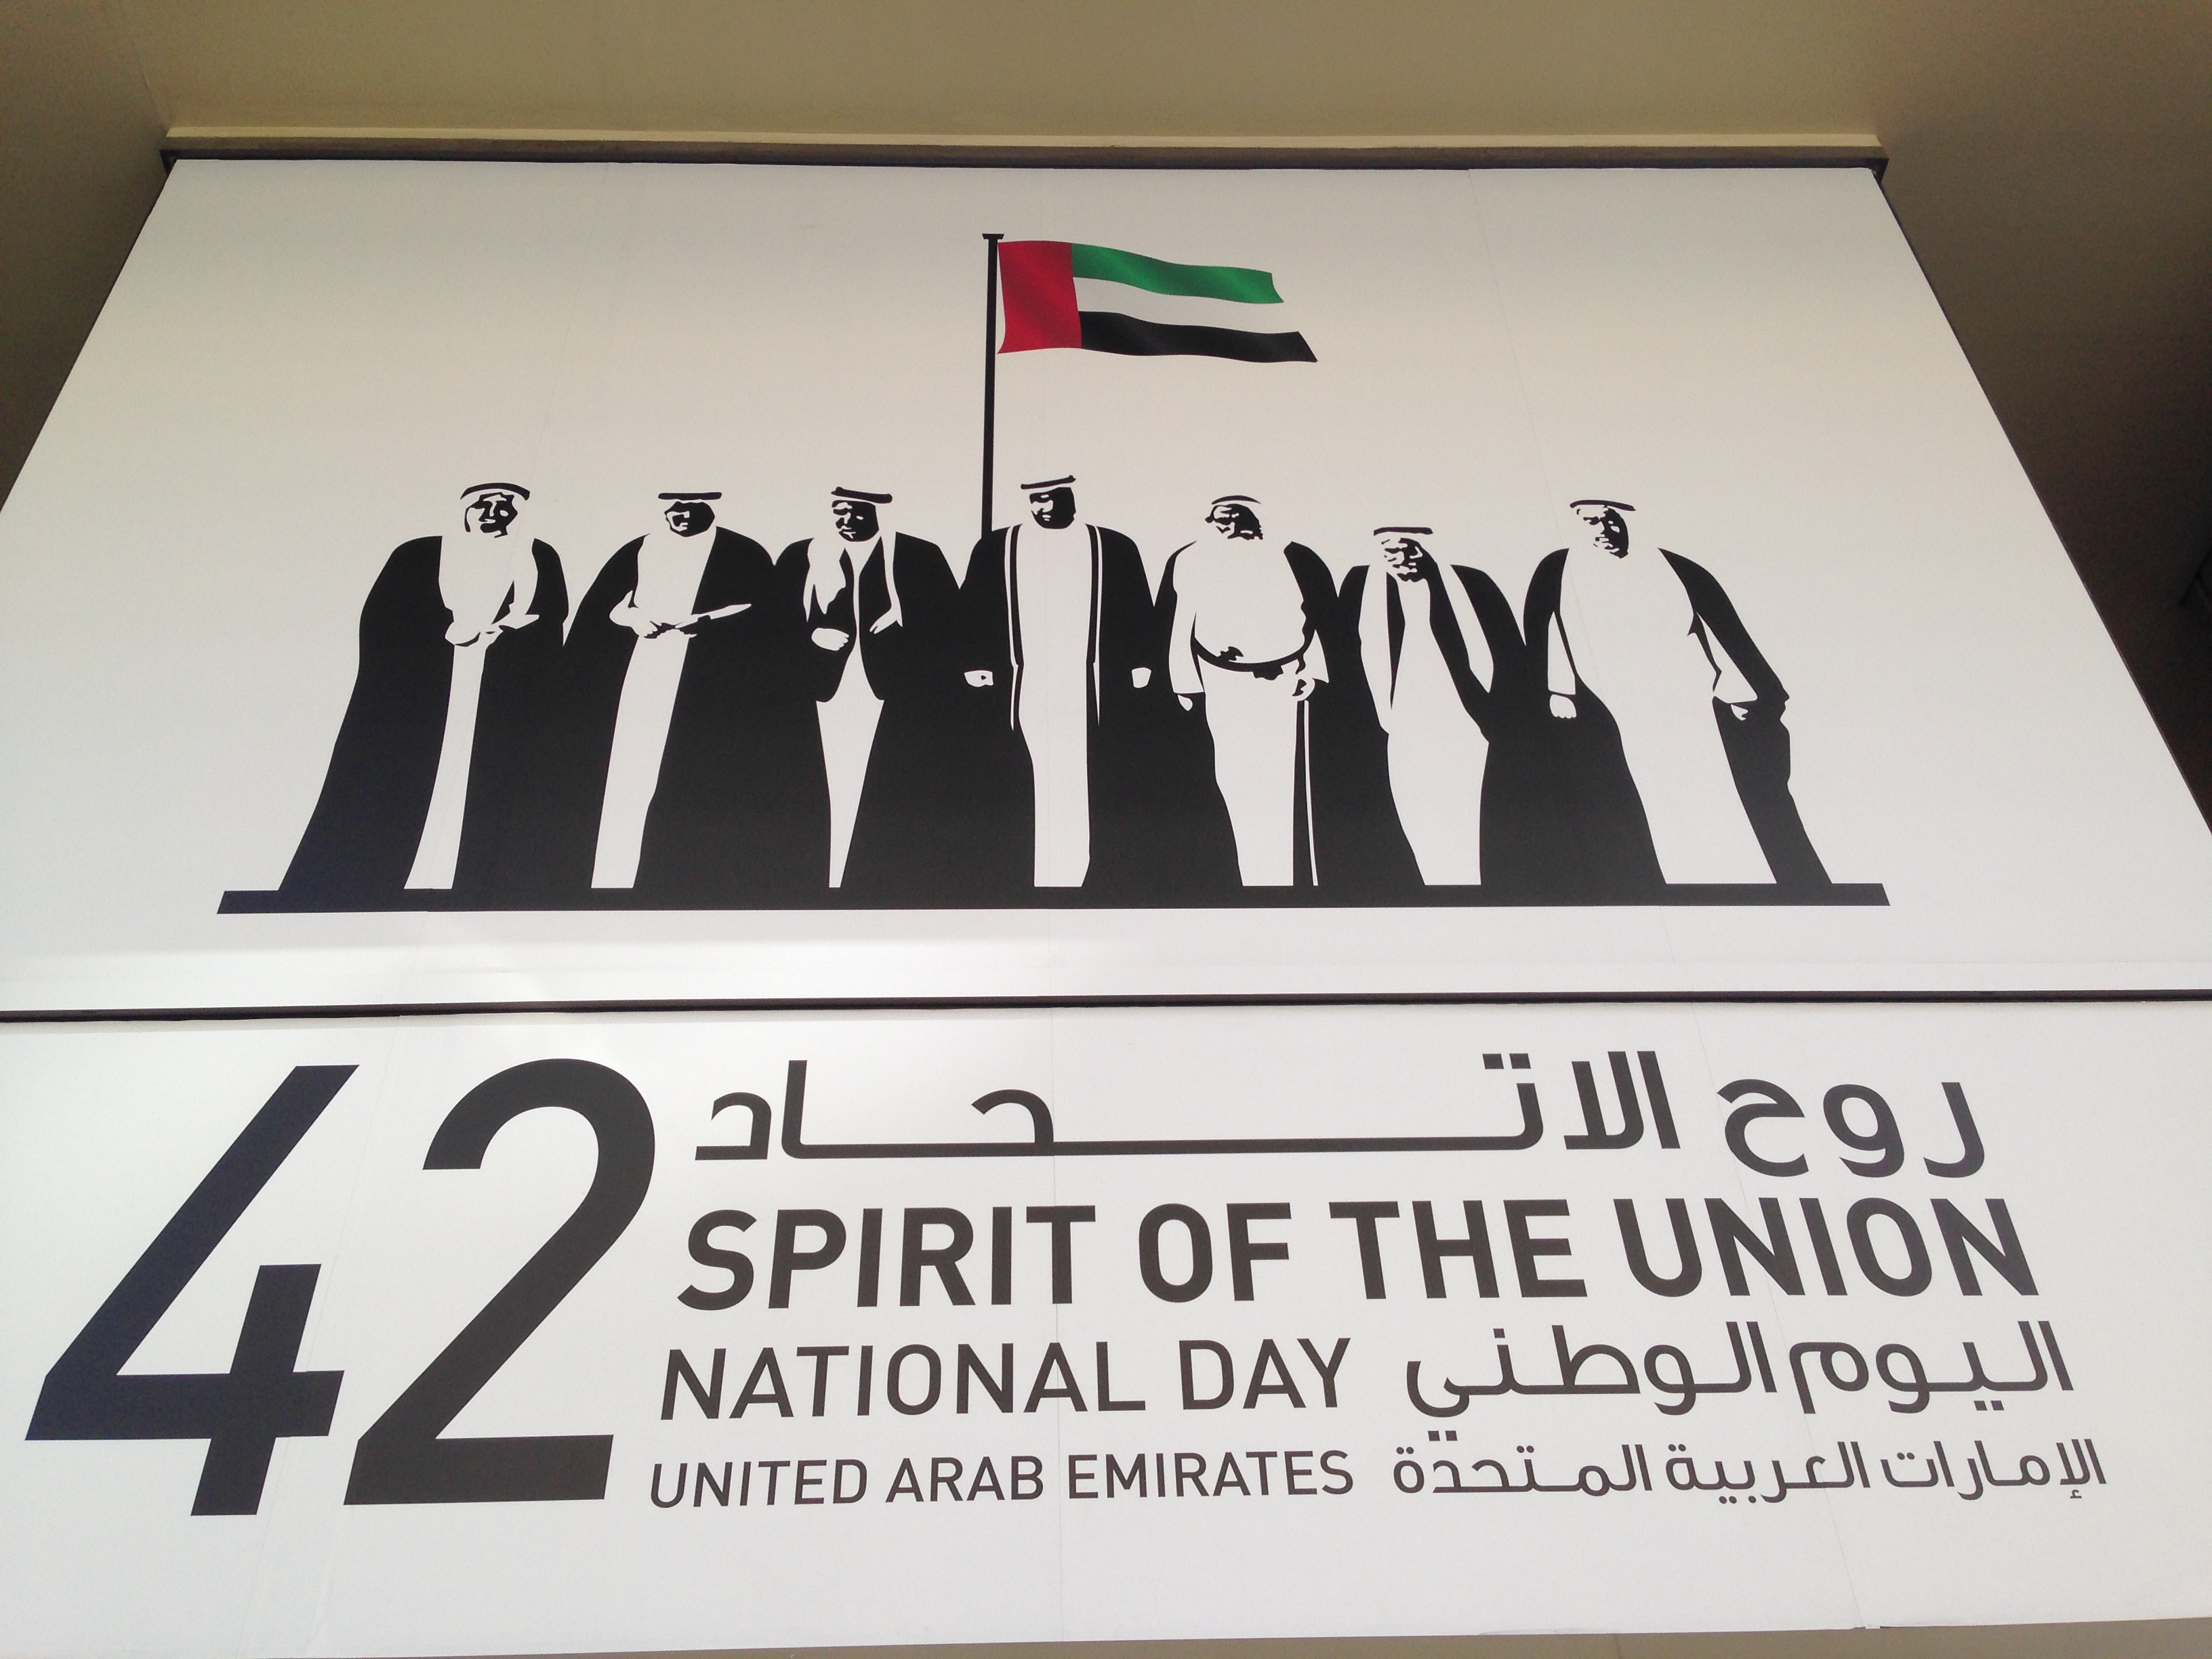 42
روح الاتحاد
SPIRIT OF THE UNION
NATIONAL DAY اليوم الوطني
UNITED ARAB EMIRATES الإمارات العربية المتحدة